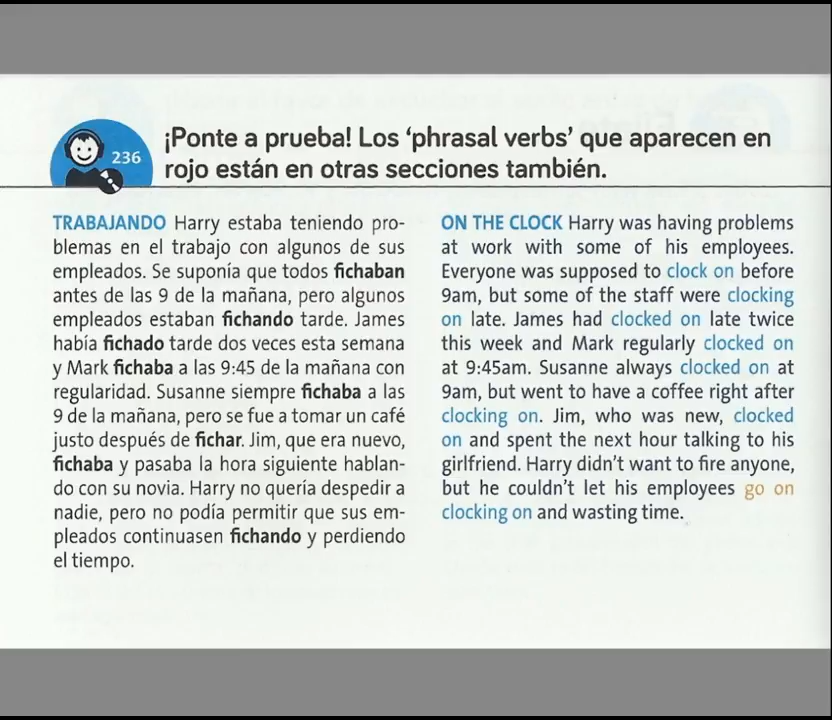 236
¡Ponte a prueba! Los ‘phrasal verbs’ que aparecen en
rojo están en otras secciones también.
TRABAJANDO Harry estaba teniendo pro-
blemas en el trabajo con algunos de sus
empleados. Se suponía que todos fichaban
antes de las 9 de la mañana, pero algunos
empleados estaban fichando tarde. James
había fichado tarde dos veces esta semana
y Mark fichaba a las 9:45 de la mañana con
regularidad. Susanne siempre fichaba a las
9 de la mañana, pero se fue a tomar un café
justo después de fichar. Jim, que era nuevo,
fichaba y pasaba la hora siguiente hablan-
do con su novia. Harry no quería despedir a
nadie, pero no podía permitir que sus em-
pleados continuasen fichando y perdiendo
el tiempo.
ON THE CLOCK Harry was having problems
at work with some of his employees.
Everyone was supposed to clock on before
9am, but some of the staff were clocking
on late. James had clocked on late twice
this week and Mark regularly clocked on
at 9:45am. Susanne always clocked on at
9am, but went to have a coffee right after
clocking on. Jim, who was new, clocked
on and spent the next hour talking to his
girlfriend. Harry didn’t want to fire anyone,
but he couldn’t let his employees go on
clocking on and wasting time.